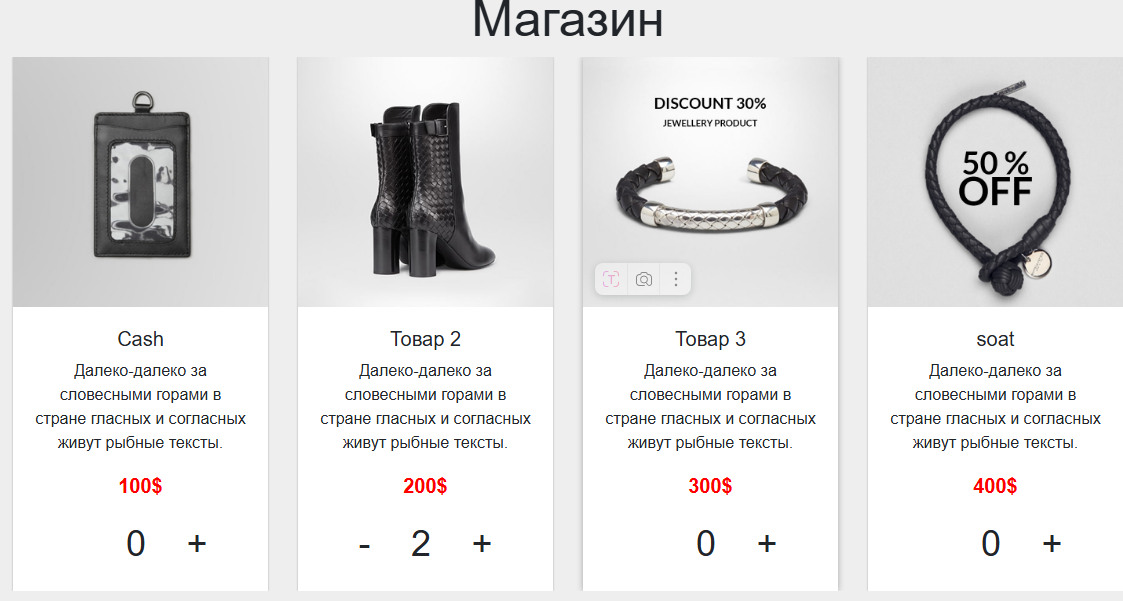 Магазин
DISCOUNT 30%
JEWELLERY PRODUCT
50 %
OFF
Cash
Далеко-далеко за
словесными горами в
стране гласных и согласных
живут рыбные тексты.
100$
0 +
Товар 2
Далеко-далеко за
словесными горами в
стране гласных и согласных
живут рыбные тексты.
200$
- 2 +
Товар 3
Далеко-далеко за
словесными горами в
стране гласных и согласных
живут рыбные тексты.
300$
0 +
soat
Далеко-далеко за
словесными горами в
стране гласных и согласных
живут рыбные тексты.
400$
0 +